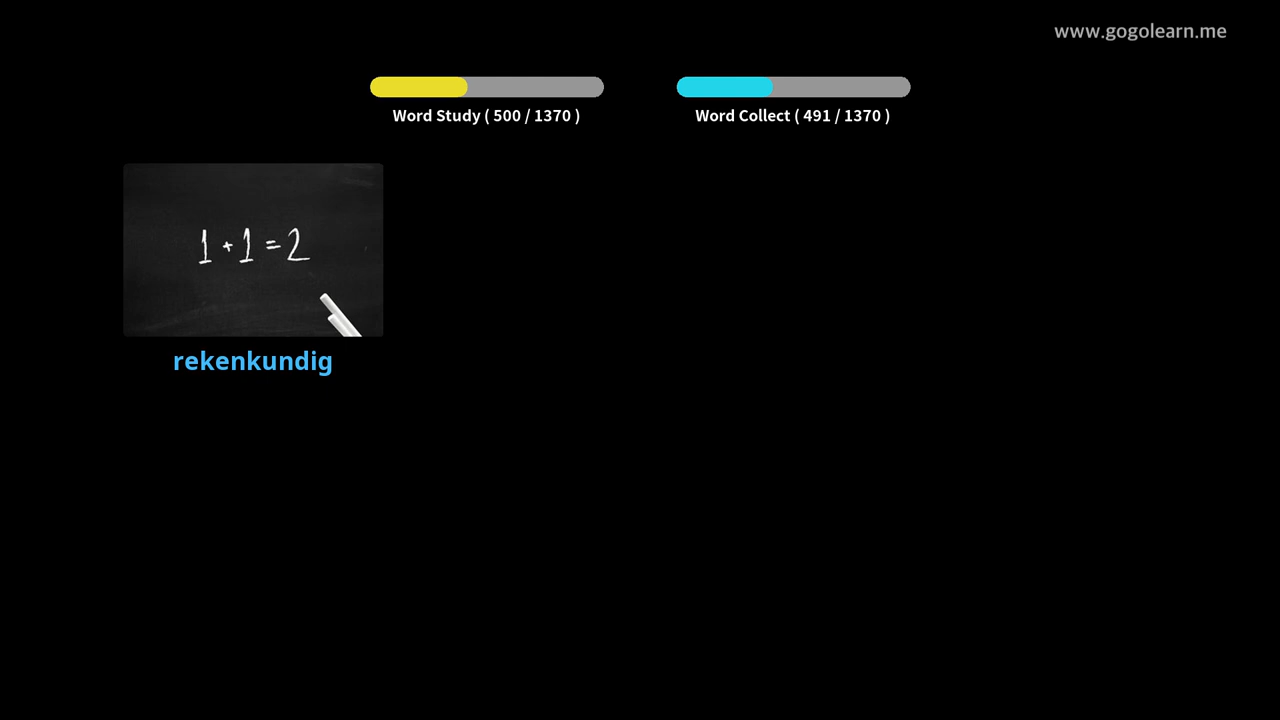 www.gogolearn.me
Word Study ( 500 / 1370 )
Word Collect ( 491 / 1370 )
1 + 1 = 2
rekenkundig